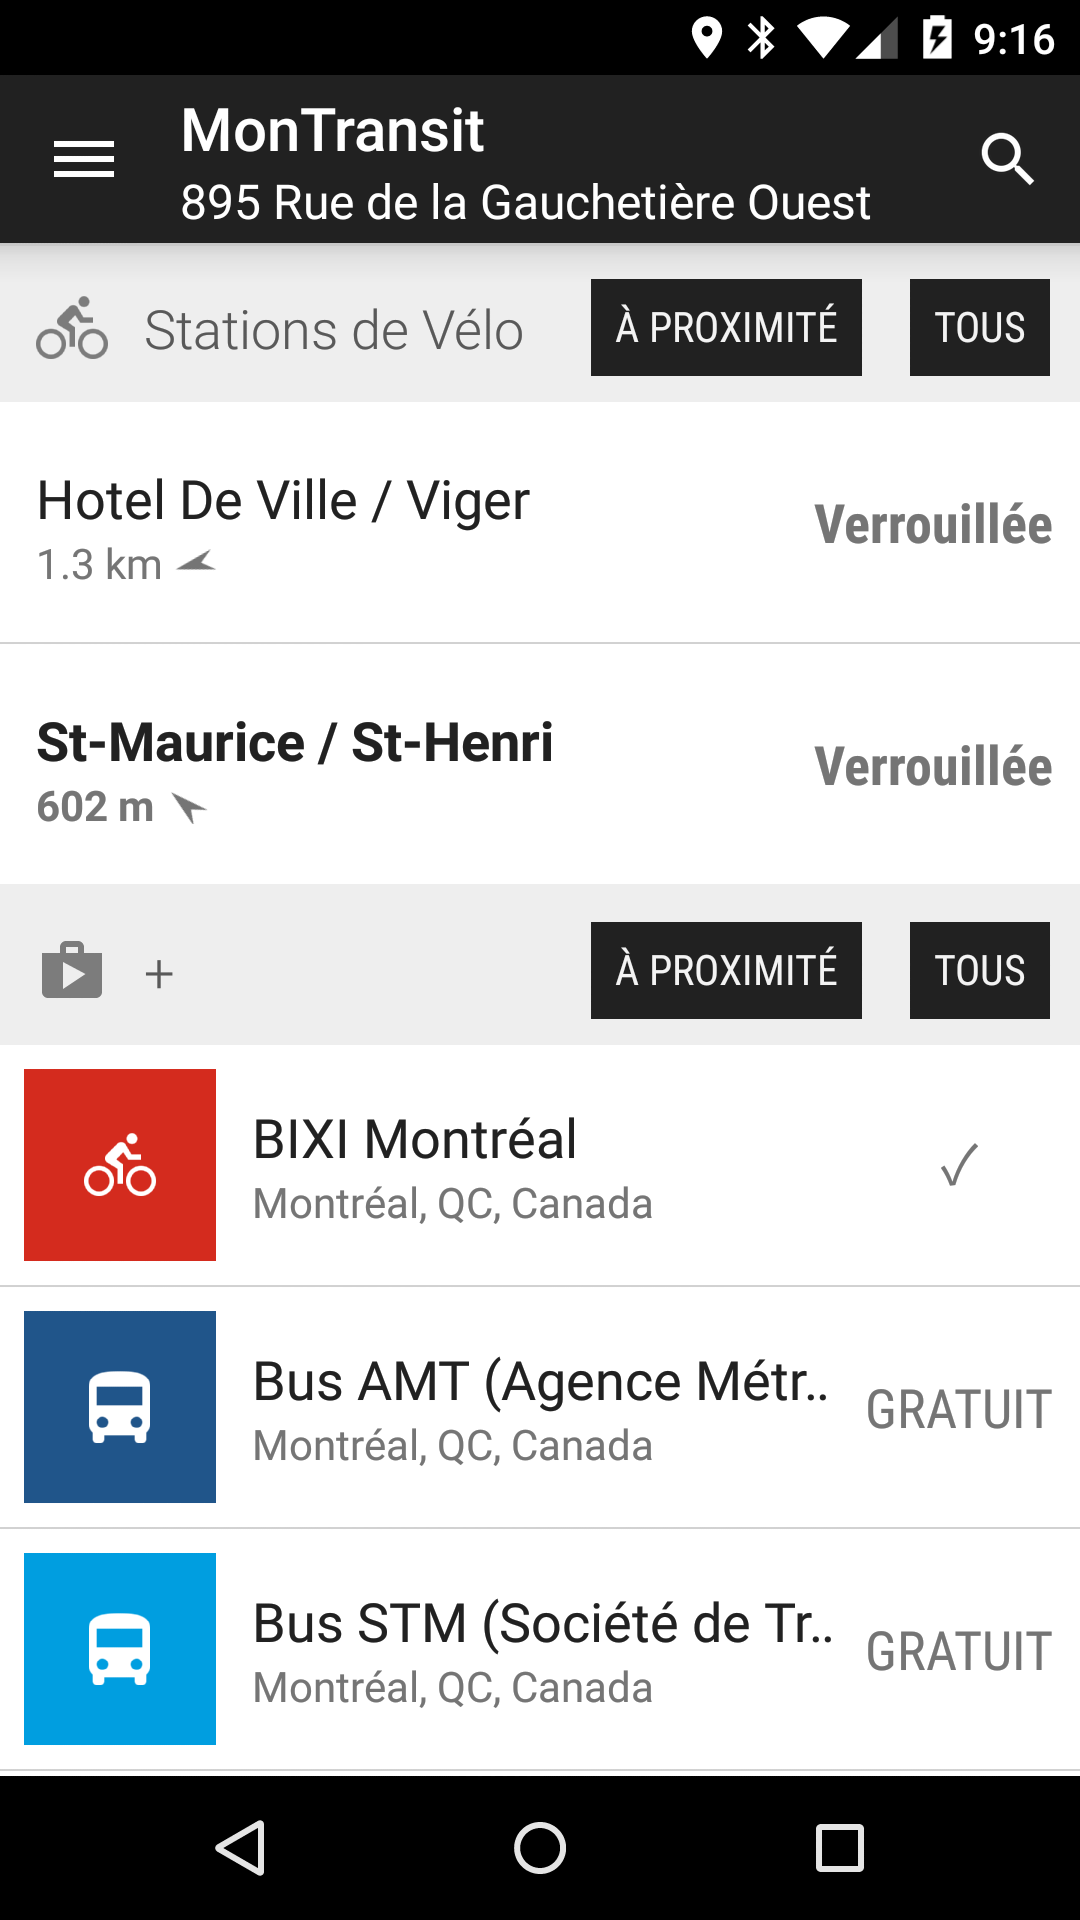 9:16
MonTransit
895 Rue de la Gauchetière Ouest
Stations de Vélo À PROXIMITÉ TOUS
Hotel De Ville / Viger
Verrouillée
1.3 km
St-Maurice / St-Henri
Verrouillée
602 m
+ À PROXIMITÉ TOUS
BIXI Montréal
Montréal, QC, Canada
✓
Bus AMT (Agence Métr..
GRATUIT
Montréal, QC, Canada
Bus STM (Société de Tr..
GRATUIT
Montréal, QC, Canada